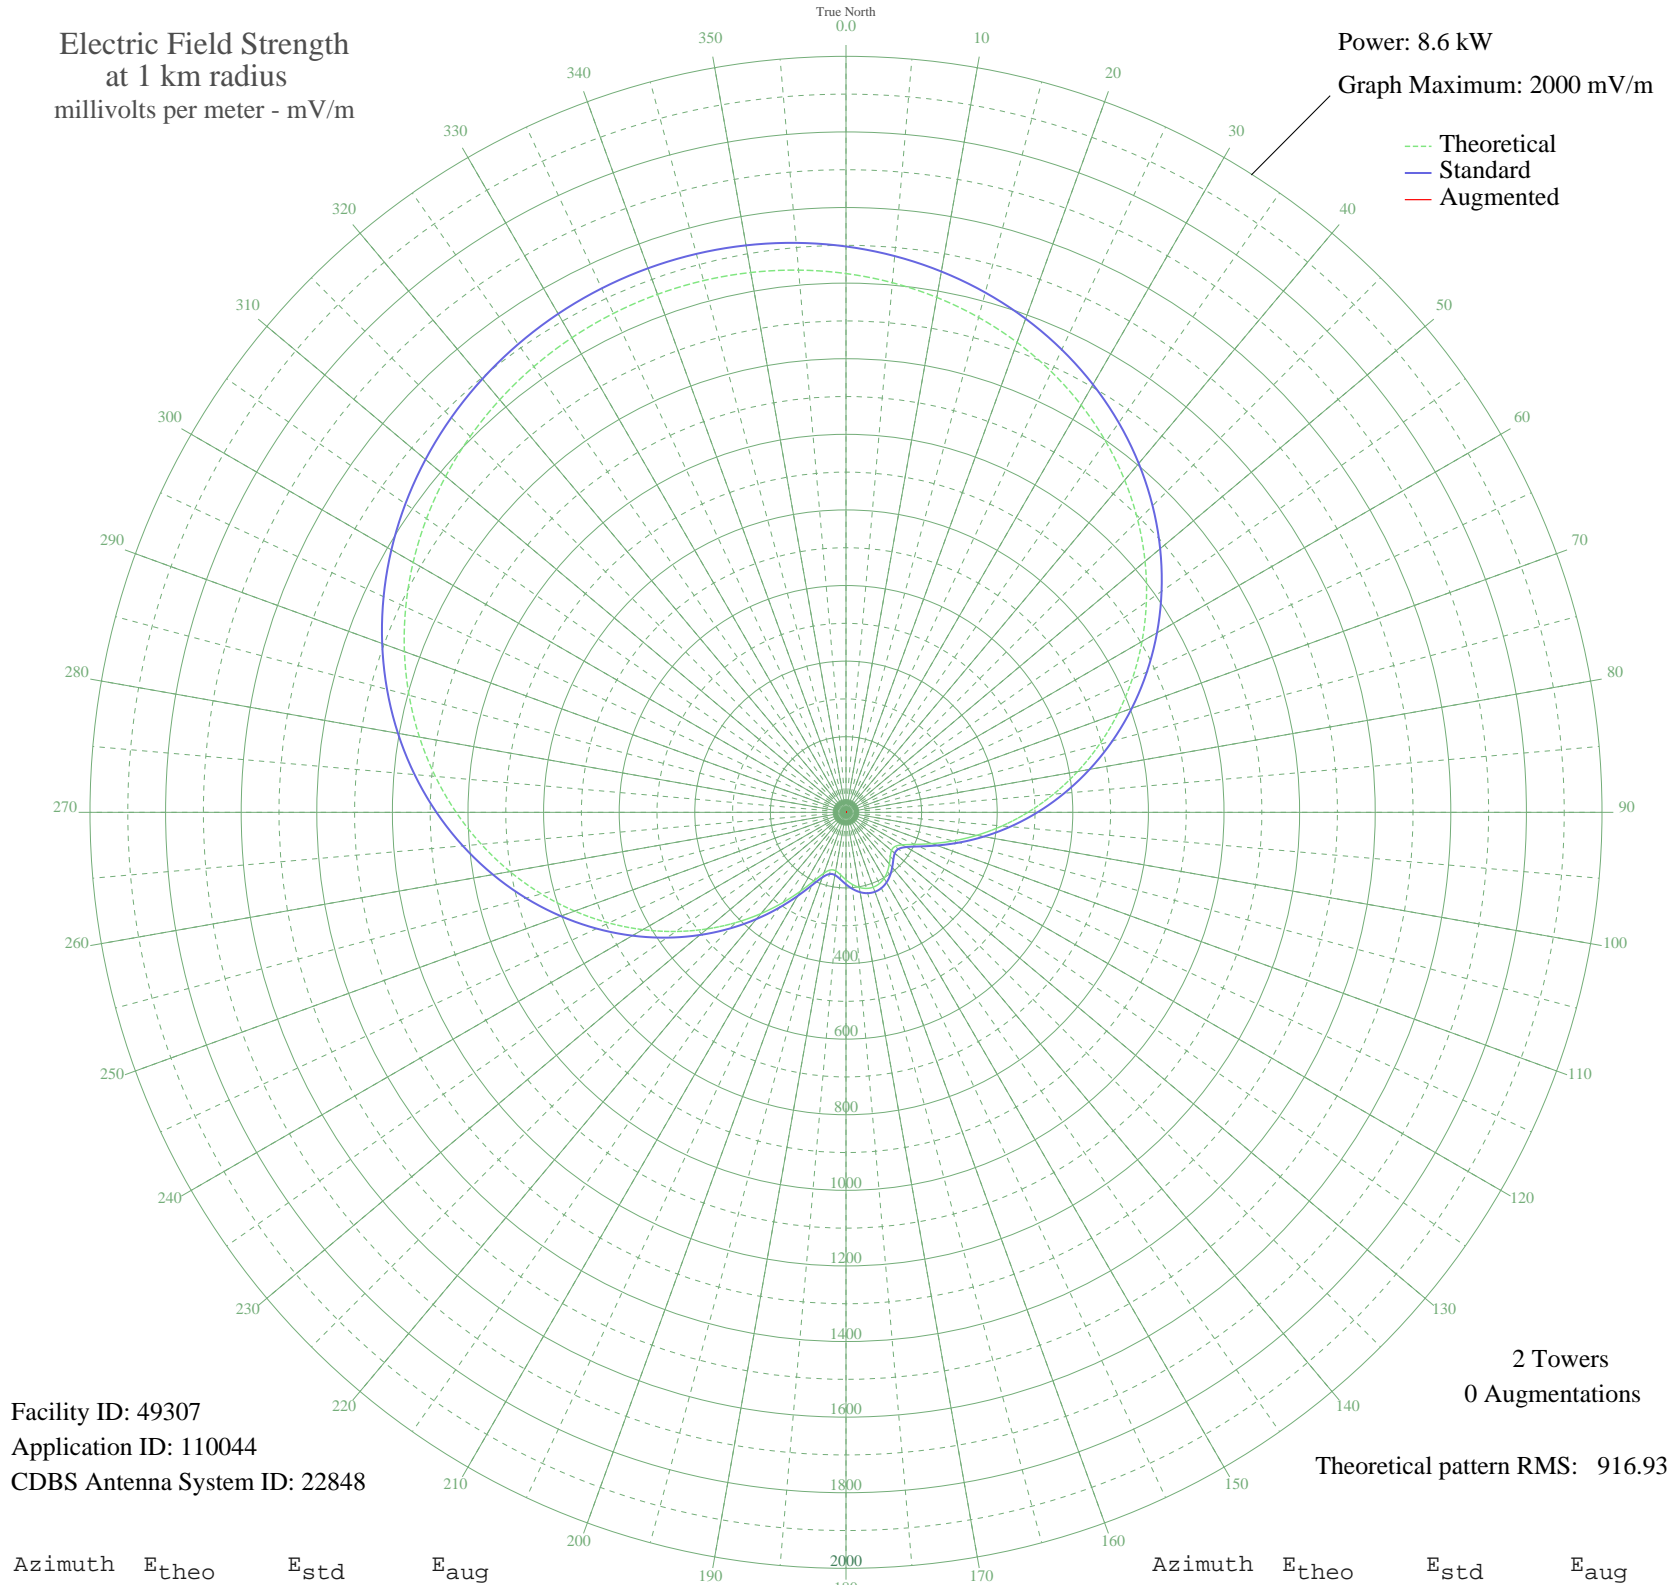 Electric Field Strength
at 1 km radius
millivolts per meter - mV/m
True North
0.0
Power: 8.6 kW
Graph Maximum: 2000 mV/m
Theoretical
Standard
Augmented
10
20
30
40
50
60
70
80
90
100
110
120
130
140
150
160
170
190
200
210
220
230
240
250
260
270
280
290
300
310
320
330
340
350
400
600
800
1000
1200
1400
1600
1800
2000
2 Towers
0 Augmentations
Theoretical pattern RMS: 916.93
Facility ID: 49307
Application ID: 110044
CDBS Antenna System ID: 22848
Azimuth Etheo Estd Eaug Azimuth Etheo Estd Eaug